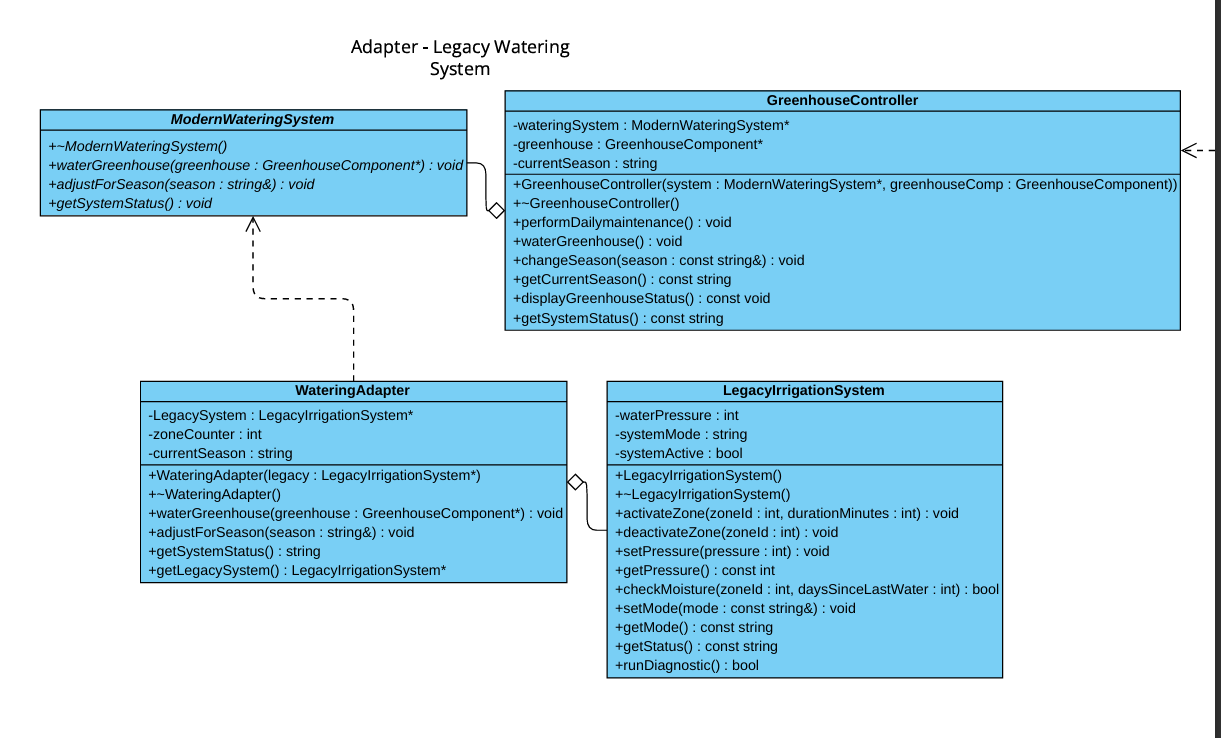 Adapter - Legacy Watering
System
ModernWateringSystem
+~ModernWateringSystem()
+waterGreenhouse(greenhouse : GreenhouseComponent*) : void
+adjustForSeason(season : string&) : void
+getSystemStatus() : void
GreenhouseController
-wateringSystem : ModernWateringSystem*
-greenhouse : GreenhouseComponent*
-currentSeason : string
+GreenhouseController(system : ModernWateringSystem*, greenhouseComp : GreenhouseComponent))
+~GreenhouseController()
+performDailymaintenance() : void
+waterGreenhouse() : void
+changeSeason(season : const string&) : void
+getCurrentSeason() : const string
+displayGreenhouseStatus() : const void
+getSystemStatus() : const string
WateringAdapter
-LegacySystem : LegacyIrrigationSystem*
-zoneCounter : int
-currentSeason : string
+WateringAdapter(legacy : LegacyIrrigationSystem*)
+~WateringAdapter()
+waterGreenhouse(greenhouse : GreenhouseComponent*) : void
+adjustForSeason(season : string&) : void
+getSystemStatus() : string
+getLegacySystem() : LegacyIrrigationSystem*
LegacyIrrigationSystem
-waterPressure : int
-systemMode : string
-systemActive : bool
+LegacyIrrigationSystem()
+~LegacyIrrigationSystem()
+activateZone(zoneId : int, durationMinutes : int) : void
+deactivateZone(zoneId : int) : void
+setPressure(pressure : int) : void
+getPressure() : const int
+checkMoisture(zoneId : int, daysSinceLastWater : int) : bool
+setMode(mode : const string&) : void
+getMode() : const string
+getStatus() : const string
+runDiagnostic() : bool